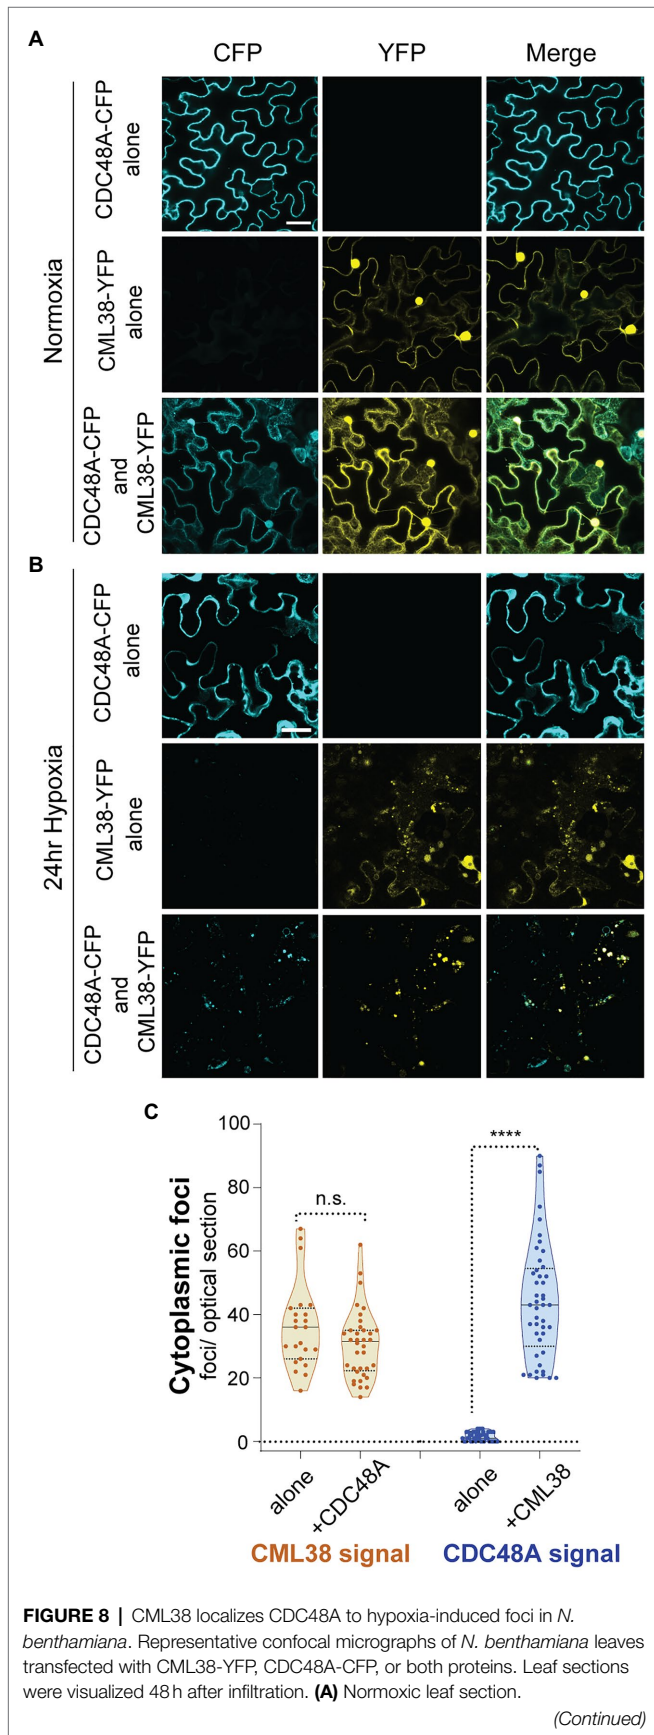 A
CFP YFP Merge
Normoxia
CDC48A-CFP
alone
CML38-YFP
alone
CDC48A-CFP
and
CML38-YFP
B
24hr Hypoxia
CDC48A-CFP
alone
CML38-YFP
alone
CDC48A-CFP
and
CML38-YFP
C
Cytoplasmic foci
foci/ optical section
100
80
60
40
20
0
n.s.
****
alone +CDC48A alone +CML38
CML38 signal CDC48A signal
FIGURE 8 | CML38 localizes CDC48A to hypoxia-induced foci in N.
benthamiana. Representative confocal micrographs of N. benthamiana leaves
transfected with CML38-YFP, CDC48A-CFP, or both proteins. Leaf sections
were visualized 48 h after infiltration. (A) Normoxic leaf section.
(Continued)